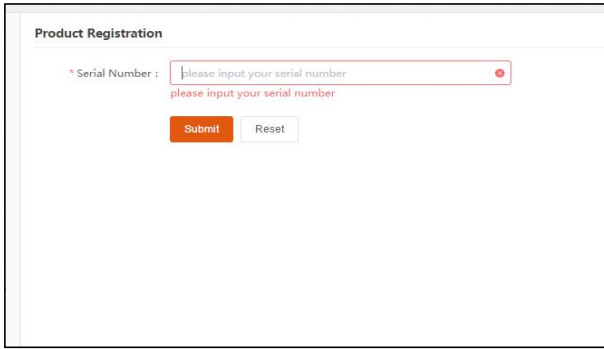 Product Registration
* Serial Number : please input your serial number
please input your serial number
Submit Reset